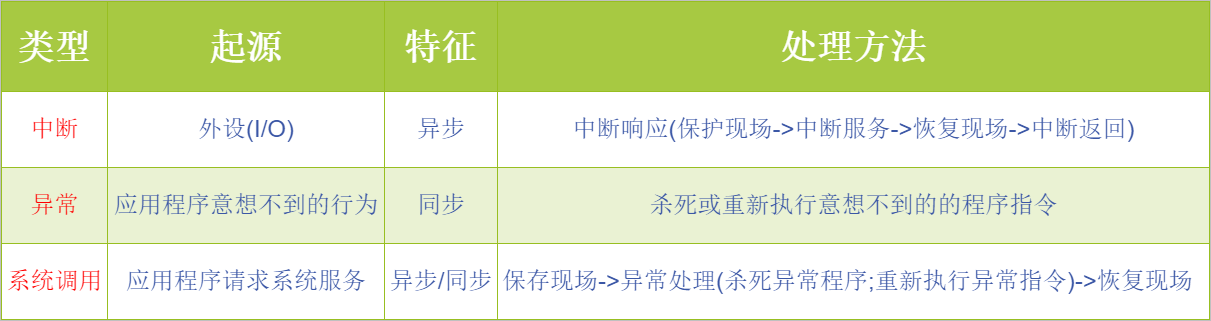 类型 起源 特征 处理方法
中断 外设(I/O) 异步 中断响应(保护现场->中断服务->恢复现场->中断返回)
异常 应用程序意想不到的行为 同步 杀死或重新执行意想不到的的程序指令
系统调用 应用程序请求系统服务 异步/同步 保存现场->异常处理(杀死异常程序;重新执行异常指令)->恢复现场